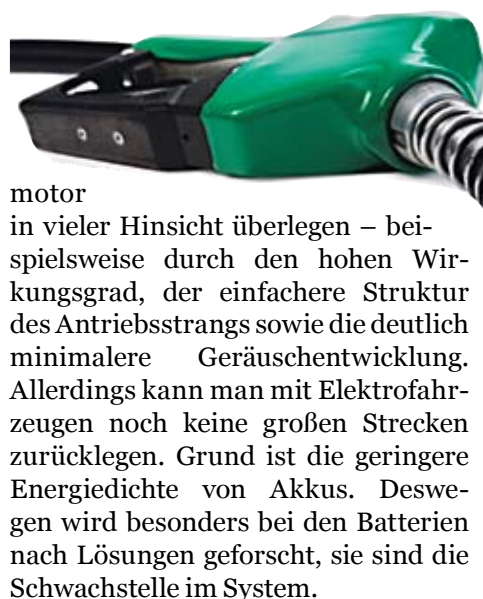 motor
in vieler Hinsicht überlegen – bei-
spielsweise durch den hohen Wir-
kungsgrad, der einfachere Struktur
des Antriebsstrangs sowie die deutlich
minimalere Geräuschentwicklung.
Allerdings kann man mit Elektrofahr-
zeugen noch keine großen Strecken
zurücklegen. Grund ist die geringere
Energiedichte von Akkus. Deswe-
gen wird besonders bei den Batterien
nach Lösungen geforscht, sie sind die
Schwachstelle im System.